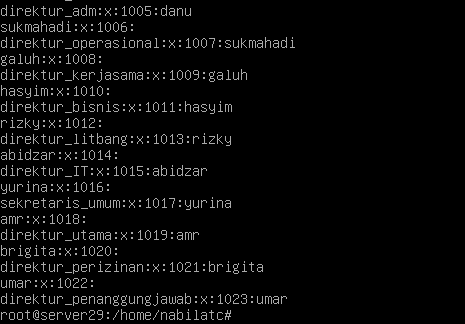 direktur_adm:x:1005:danu
sukmahadi:x:1006:
direktur_operasional:x:1007:sukmahadi
galuh:x:1008:
direktur_kerjasama:x:1009:galuh
hasyim:x:1010:
direktur_bisnis:x:1011:hasyim
rizky:x:1012:
direktur_litbang:x:1013:rizky
abidzar:x:1014:
direktur_IT:x:1015:abidzar
yurina:x:1016:
sekretaris_umum:x:1017:yurina
amr:x:1018:
direktur_utama:x:1019:amr
brigita:x:1020:
direktur_perizinan:x:1021:brigita
umar:x:1022:
direktur_penanggungjawab:x:1023:umar
root@server29:/home/nabilatc#